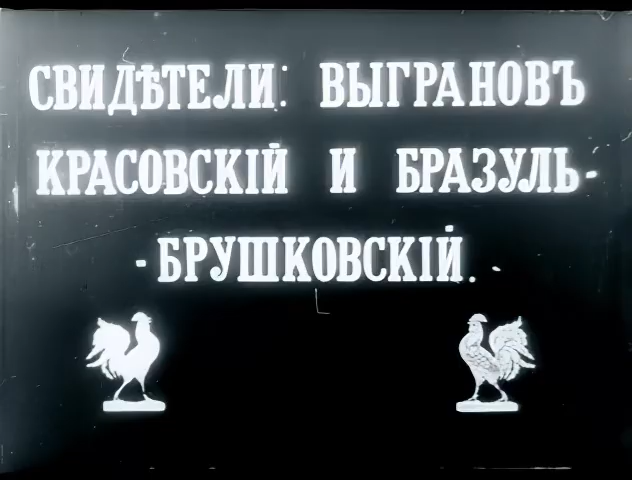 СВИДѢТЕЛИ: ВЫГРАНОВЪ
КРАСОВСКІЙ И БРАЗУЛЬ-
-БРУШКОВСКІЙ.